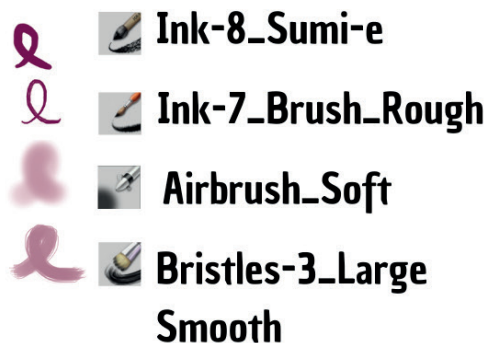 Ink-8_Sumi-e
Ink-7_Brush_Rough
Airbrush_Soft
Bristles-3_Large
Smooth